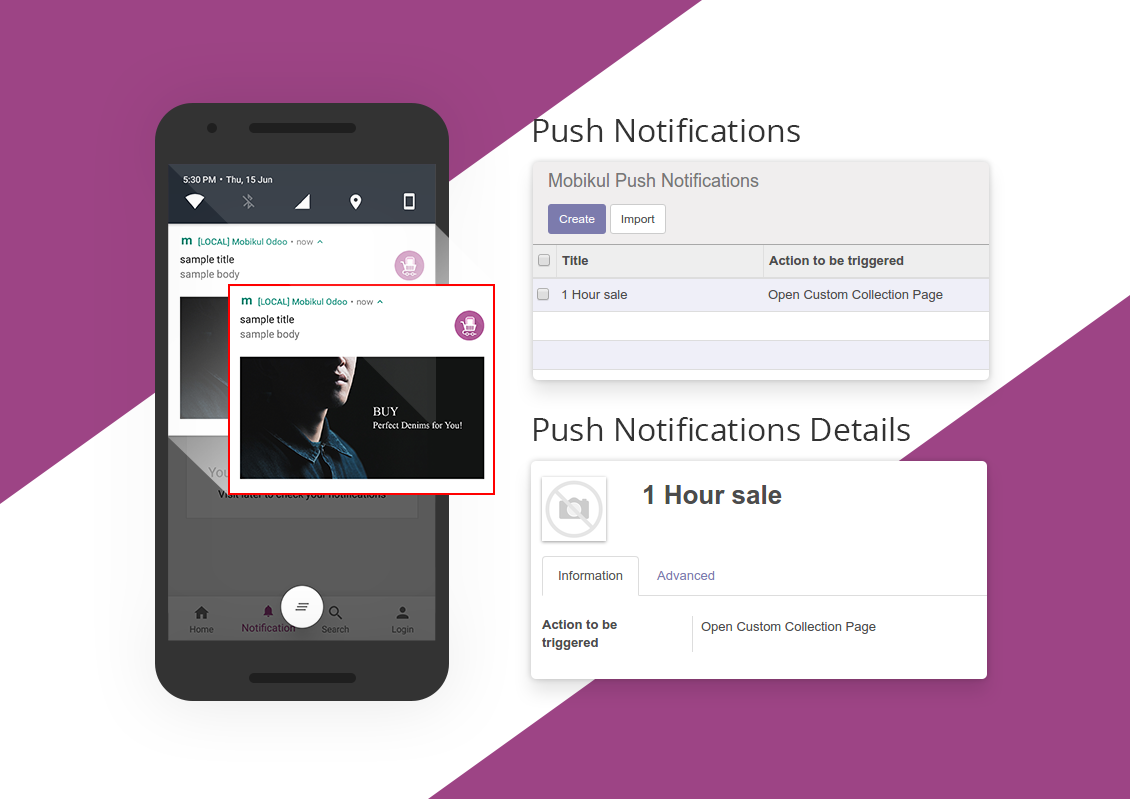 5:30 PM • Thu, 15 Jun
m [LOCAL] Mobikul Odoo • now
sample title
sample body
m [LOCAL] Mobikul Odoo • now
sample title
sample body
BUY
Perfect Denims for You!
You
Visit later to check your notifications
Home
Notification
Search
Login
Push Notifications
Mobikul Push Notifications
Create
Import
Title
Action to be triggered
1 Hour sale
Open Custom Collection Page
Push Notifications Details
1 Hour sale
Information
Advanced
Action to be
triggered
Open Custom Collection Page